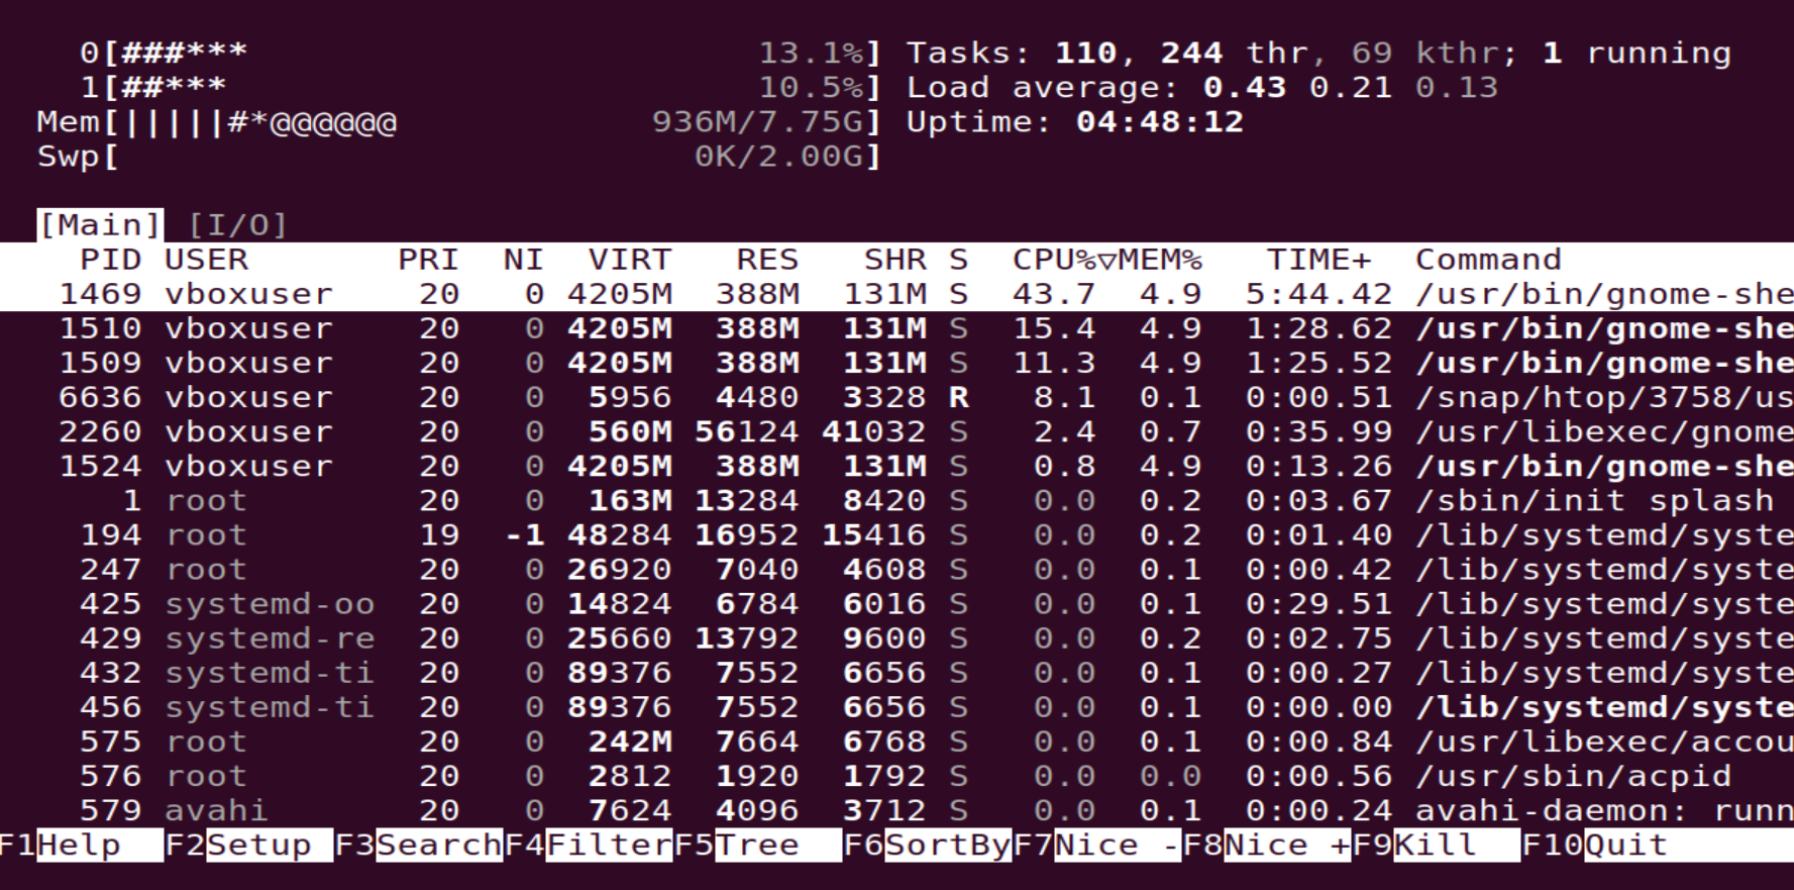 0[###*** 13.1%] Tasks: 110, 244 thr, 69 kthr; 1 running
1[##*** 10.5%] Load average: 0.43 0.21 0.13
Mem[|||||#*@@@@@@ 936M/7.75G] Uptime: 04:48:12
Swp[ 0K/2.00G]
[Main] [I/O]
PID USER PRI NI VIRT RES SHR S CPU%▽MEM% TIME+ Command
1469 vboxuser 20 0 4205M 388M 131M S 43.7 4.9 5:44.42 /usr/bin/gnome-she
1510 vboxuser 20 0 4205M 388M 131M S 15.4 4.9 1:28.62 /usr/bin/gnome-she
1509 vboxuser 20 0 4205M 388M 131M S 11.3 4.9 1:25.52 /usr/bin/gnome-she
6636 vboxuser 20 0 5956 4480 3328 R 8.1 0.1 0:00.51 /snap/htop/3758/us
2260 vboxuser 20 0 560M 56124 41032 S 2.4 0.7 0:35.99 /usr/libexec/gnome
1524 vboxuser 20 0 4205M 388M 131M S 0.8 4.9 0:13.26 /usr/bin/gnome-she
1 root 20 0 163M 13284 8420 S 0.0 0.2 0:03.67 /sbin/init splash
194 root 19 -1 48284 16952 15416 S 0.0 0.2 0:01.40 /lib/systemd/syste
247 root 20 0 26920 7040 4608 S 0.0 0.1 0:00.42 /lib/systemd/syste
425 systemd-oo 20 0 14824 6784 6016 S 0.0 0.1 0:29.51 /lib/systemd/syste
429 systemd-re 20 0 25660 13792 9600 S 0.0 0.2 0:02.75 /lib/systemd/syste
432 systemd-ti 20 0 89376 7552 6656 S 0.0 0.1 0:00.27 /lib/systemd/syste
456 systemd-ti 20 0 89376 7552 6656 S 0.0 0.1 0:00.00 /lib/systemd/syste
575 root 20 0 242M 7664 6768 S 0.0 0.1 0:00.84 /usr/libexec/accou
576 root 20 0 2812 1920 1792 S 0.0 0.0 0:00.56 /usr/sbin/acpid
579 avahi 20 0 7624 4096 3712 S 0.0 0.1 0:00.24 avahi-daemon: runn
F1Help F2Setup F3SearchF4FilterF5Tree F6SortByF7Nice -F8Nice +F9Kill F10Quit